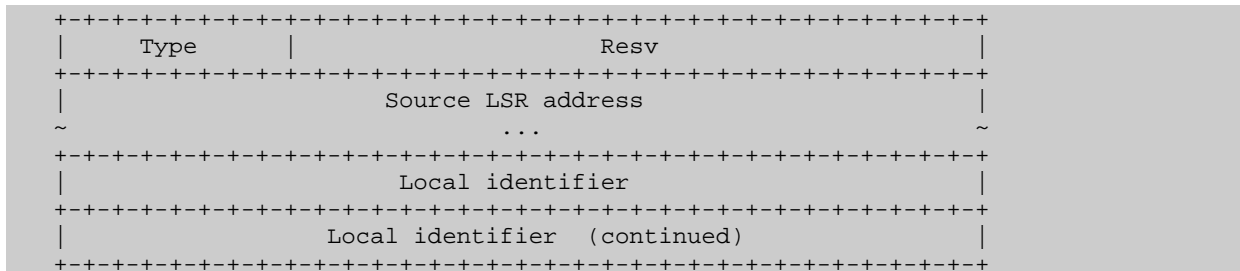 +-+-+-+-+-+-+-+-+-+-+-+-+-+-+-+-+-+-+-+-+-+-+-+-+-+-+-+-+-+-+-+-+
|     Type      |                     Resv                      |
+-+-+-+-+-+-+-+-+-+-+-+-+-+-+-+-+-+-+-+-+-+-+-+-+-+-+-+-+-+-+-+-+
|                      Source LSR address                       |
~                              ...                              ~
+-+-+-+-+-+-+-+-+-+-+-+-+-+-+-+-+-+-+-+-+-+-+-+-+-+-+-+-+-+-+-+-+
|                       Local identifier                        |
+-+-+-+-+-+-+-+-+-+-+-+-+-+-+-+-+-+-+-+-+-+-+-+-+-+-+-+-+-+-+-+-+
|                  Local identifier  (continued)                |
+-+-+-+-+-+-+-+-+-+-+-+-+-+-+-+-+-+-+-+-+-+-+-+-+-+-+-+-+-+-+-+-+